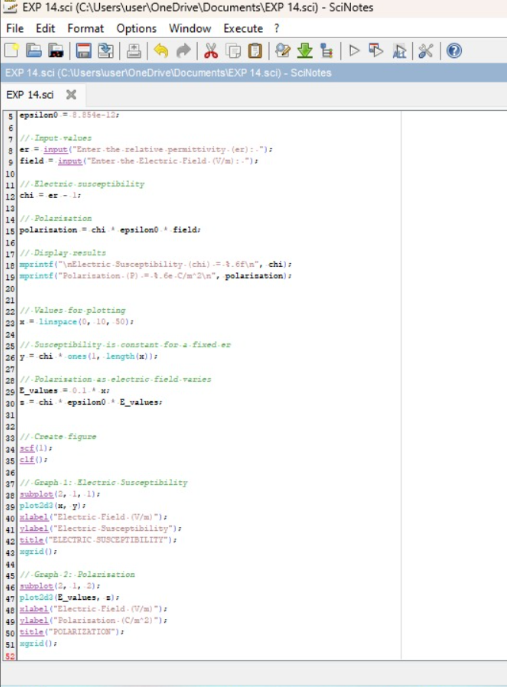 EXP 14.sci (C:\Users\user\OneDrive\Documents\EXP 14.sci) - SciNotes
File Edit Format Options Window Execute ?
EXP 14.sci (C:\Users\user\OneDrive\Documents\EXP 14.sci) - SciNotes
EXP 14.sci
5 epsilon0 = 8.854e-12;
6
7 // Input values
8 er = input("Enter the relative permittivity (er): ");
9 field = input("Enter the Electric Field (V/m): ");
10
11 // Electric susceptibility
12 chi = er - 1;
13
14 // Polarization
15 polarization = chi * epsilon0 * field;
16
17 // Display results
18 mprintf("\nElectric Susceptibility (chi) = %.6f\n", chi);
19 mprintf("Polarization (P) = %.6e C/m^2\n", polarization);
20
21
22 // Values for plotting
23 x = linspace(0, 10, 50);
24
25 // Susceptibility is constant for a fixed er
26 y = chi * ones(1, length(x));
27
28 // Polarization as electric field varies
29 E_values = 0.1 * x;
30 z = chi * epsilon0 * E_values;
31
32
33 // Create figure
34 scf(1);
35 clf();
36
37 // Graph 1: Electric Susceptibility
38 subplot(2, 1, 1);
39 plot2d3(x, y);
40 xlabel("Electric Field (V/m)");
41 ylabel("Electric Susceptibility");
42 title("ELECTRIC SUSCEPTIBILITY");
43 xgrid();
44
45 // Graph 2: Polarization
46 subplot(2, 1, 2);
47 plot2d3(E_values, z);
48 xlabel("Electric Field (V/m)");
49 ylabel("Polarization (C/m^2)");
50 title("POLARIZATION");
51 xgrid();
52